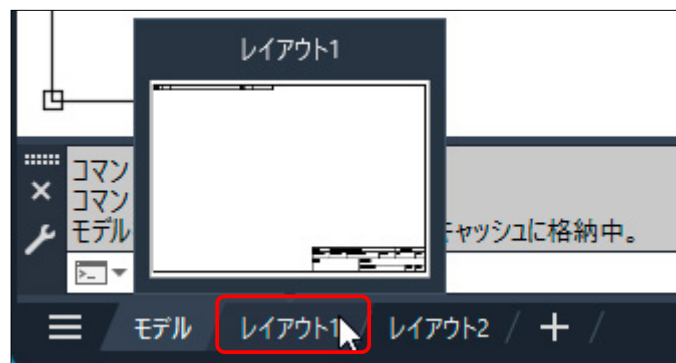 レイアウト1
コマン
コマン
モデル
キャッシュに格納中。
モデル
レイアウト1
レイアウト2